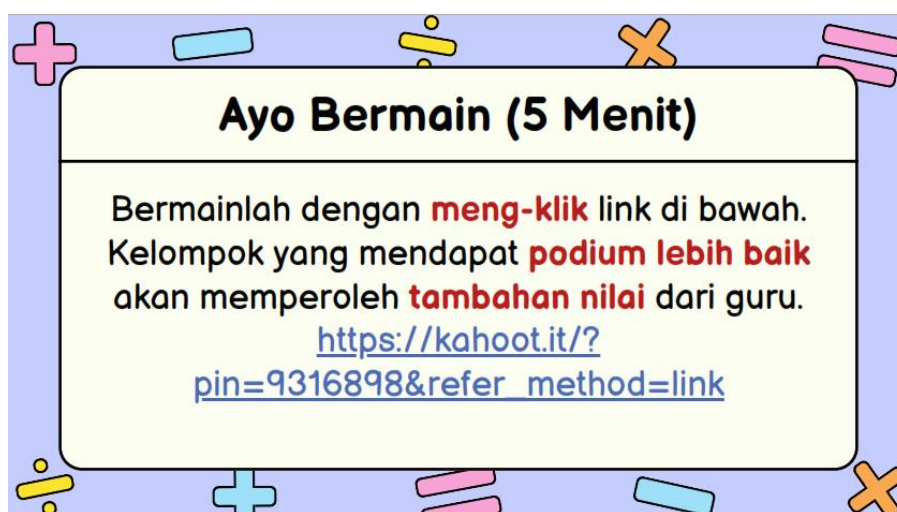 Ayo Bermain (5 Menit)
Bermainlah dengan meng-klik link di bawah.
Kelompok yang mendapat podium lebih baik
akan memperoleh tambahan nilai dari guru.
https://kahoot.it/?
pin=9316898&refer_method=link